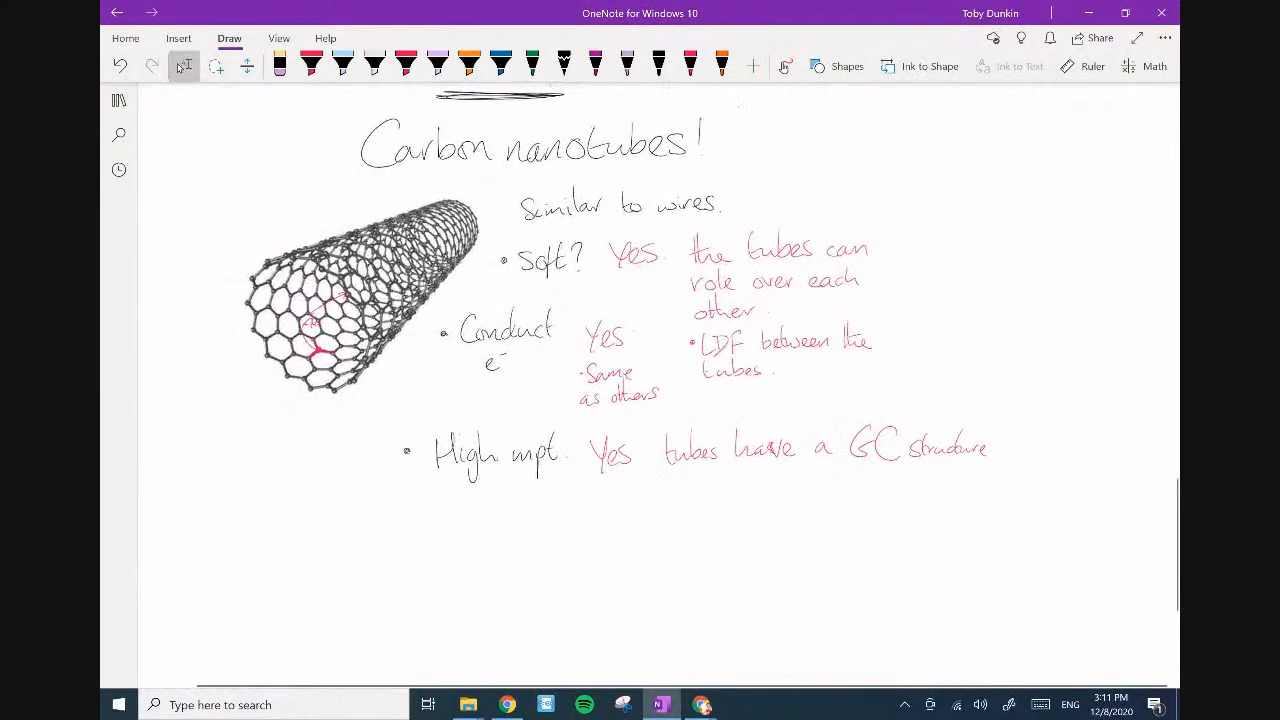 OneNote for Windows 10
Toby Dunkin
Home
Insert
Draw
View
Help
Share
Shapes
Ink to Shape
Ink to Text
Ruler
Math
Carbon nanotubes!
Similar to wires.
• Soft? Yes the tubes can
role over each
other.
• Conduct Yes • LDF between the
e⁻ • Same tubes.
as others
• High mpt. Yes tubes have a GC structure
Type here to search
ENG
3:11 PM
12/8/2020
1